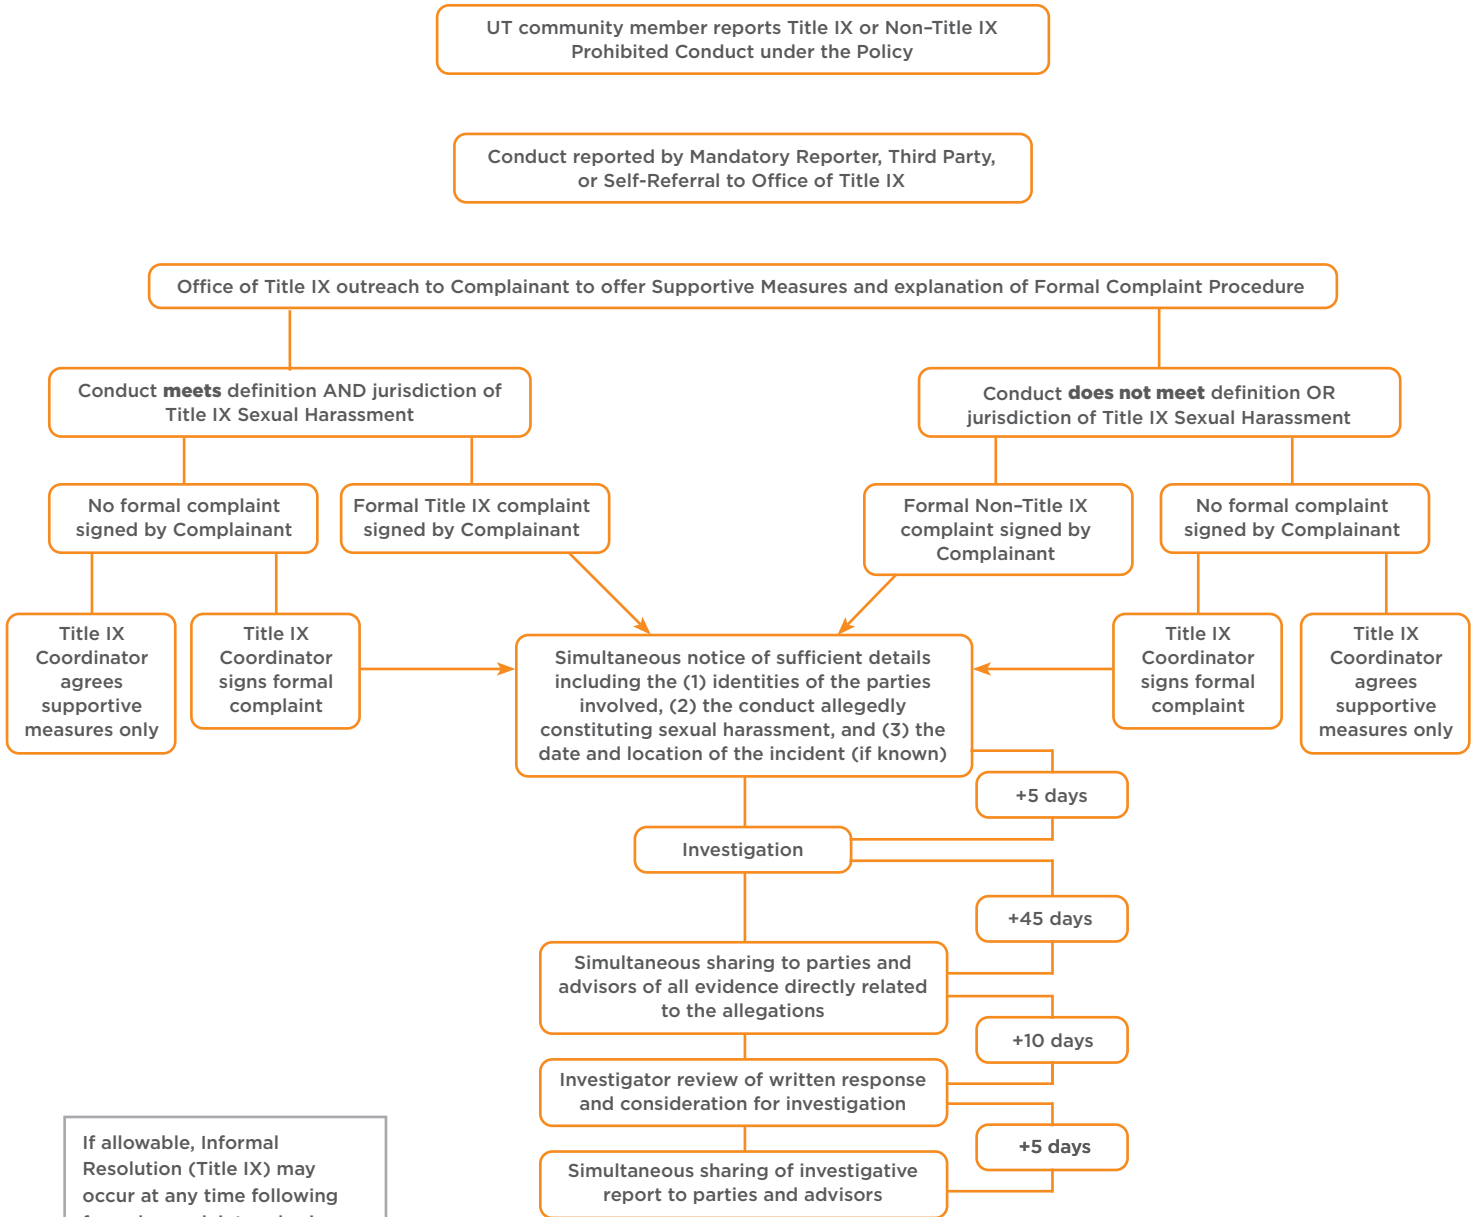 UT community member reports Title IX or Non–Title IX
Prohibited Conduct under the Policy
Conduct reported by Mandatory Reporter, Third Party,
or Self-Referral to Office of Title IX
Office of Title IX outreach to Complainant to offer Supportive Measures and explanation of Formal Complaint Procedure
Conduct meets definition AND jurisdiction of
Title IX Sexual Harassment
Conduct does not meet definition OR
jurisdiction of Title IX Sexual Harassment
No formal complaint
signed by Complainant
Formal Title IX complaint
signed by Complainant
Formal Non–Title IX
complaint signed by
Complainant
No formal complaint
signed by Complainant
Title IX
Coordinator
agrees
supportive
measures only
Title IX
Coordinator
signs formal
complaint
Simultaneous notice of sufficient details
including the (1) identities of the parties
involved, (2) the conduct allegedly
constituting sexual harassment, and (3) the
date and location of the incident (if known)
Title IX
Coordinator
signs formal
complaint
Title IX
Coordinator
agrees
supportive
measures only
+5 days
Investigation
+45 days
Simultaneous sharing to parties and
advisors of all evidence directly related
to the allegations
+10 days
Investigator review of written response
and consideration for investigation
+5 days
Simultaneous sharing of investigative
report to parties and advisors
If allowable, Informal
Resolution (Title IX) may
occur at any time following